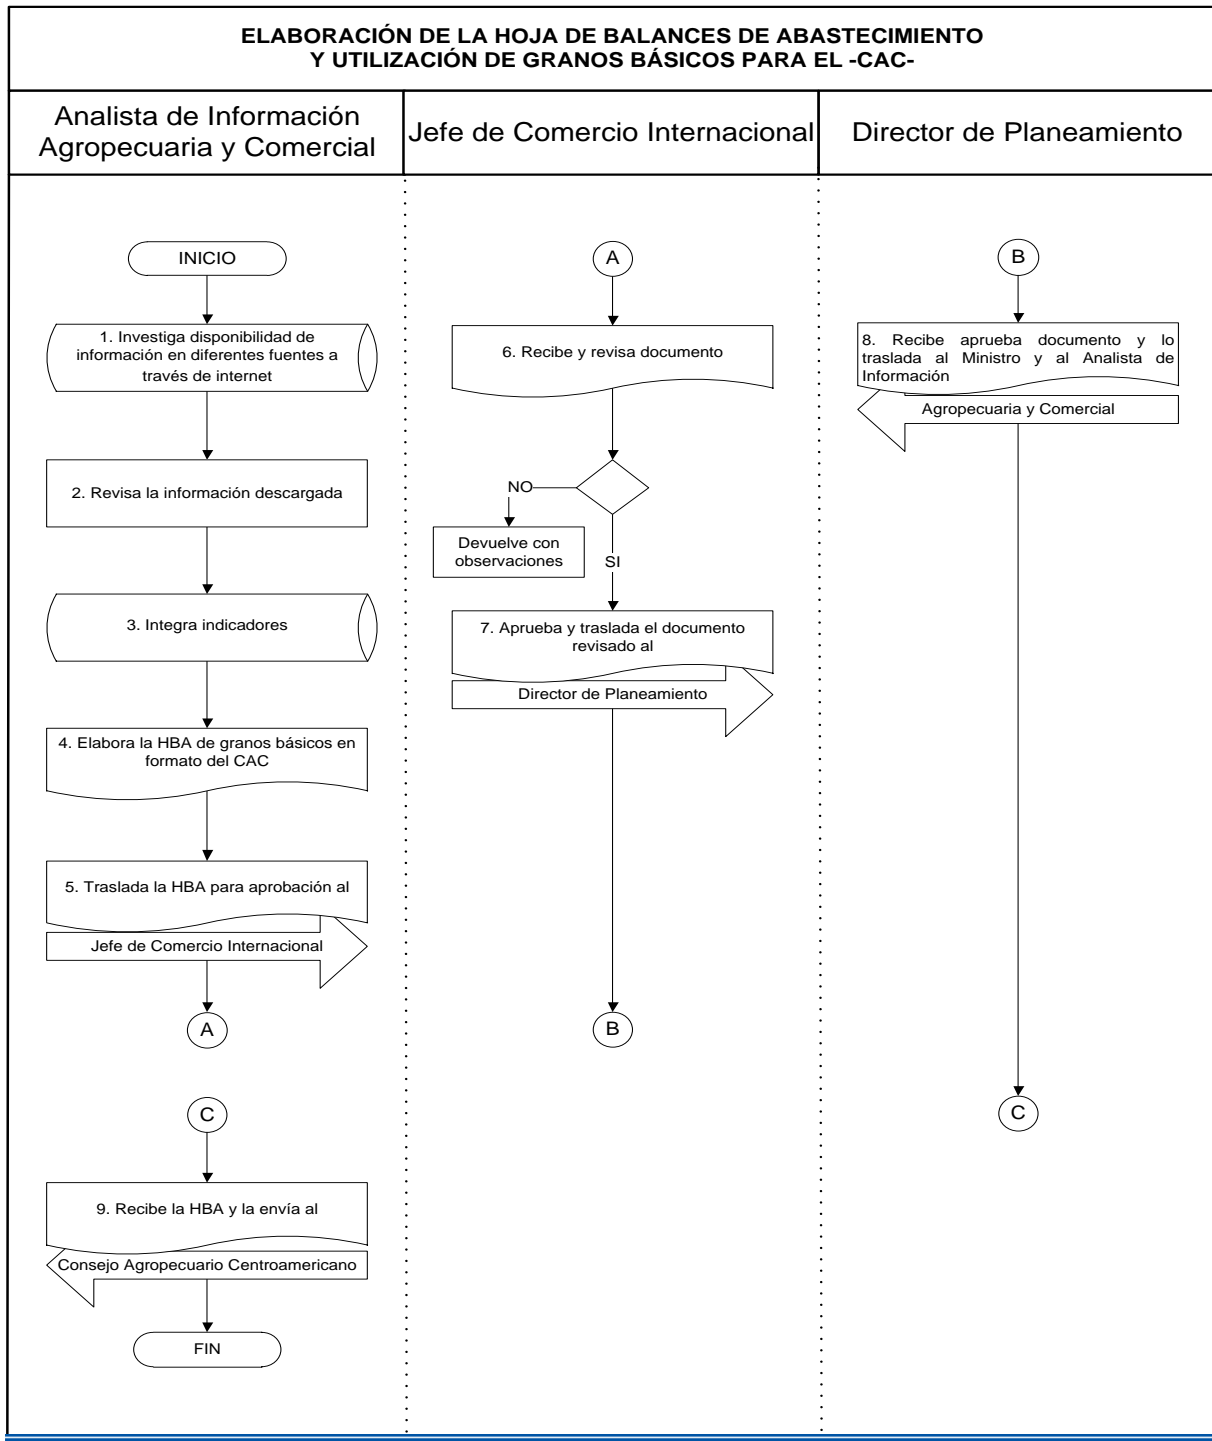 ELABORACIÓN DE LA HOJA DE BALANCES DE ABASTECIMIENTO
Y UTILIZACIÓN DE GRANOS BÁSICOS PARA EL -CAC-
Analista de Información
Agropecuaria y Comercial
Jefe de Comercio Internacional
Director de Planeamiento
INICIO
1. Investiga disponibilidad de
información en diferentes fuentes a
través de internet
2. Revisa la información descargada
3. Integra indicadores
4. Elabora la HBA de granos básicos en
formato del CAC
5. Traslada la HBA para aprobación al
Jefe de Comercio Internacional
A
C
9. Recibe la HBA y la envía al
Consejo Agropecuario Centroamericano
FIN
A
6. Recibe y revisa documento
NO
Devuelve con
observaciones
SI
7. Aprueba y traslada el documento
revisado al
Director de Planeamiento
B
B
8. Recibe aprueba documento y lo
traslada al Ministro y al Analista de
Información
Agropecuaria y Comercial
C